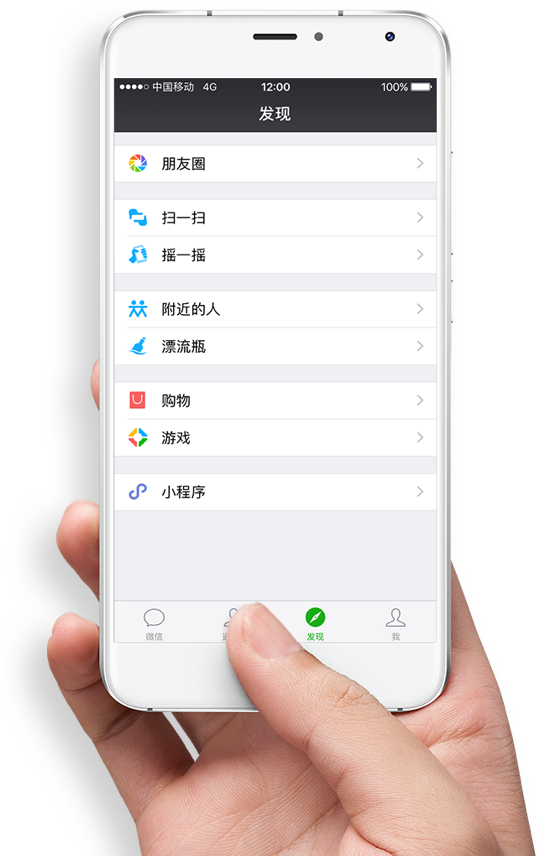 中国移动 4G 12:00 100%
发现
朋友圈
扫一扫
摇一摇
附近的人
漂流瓶
购物
游戏
小程序
微信 发现 我